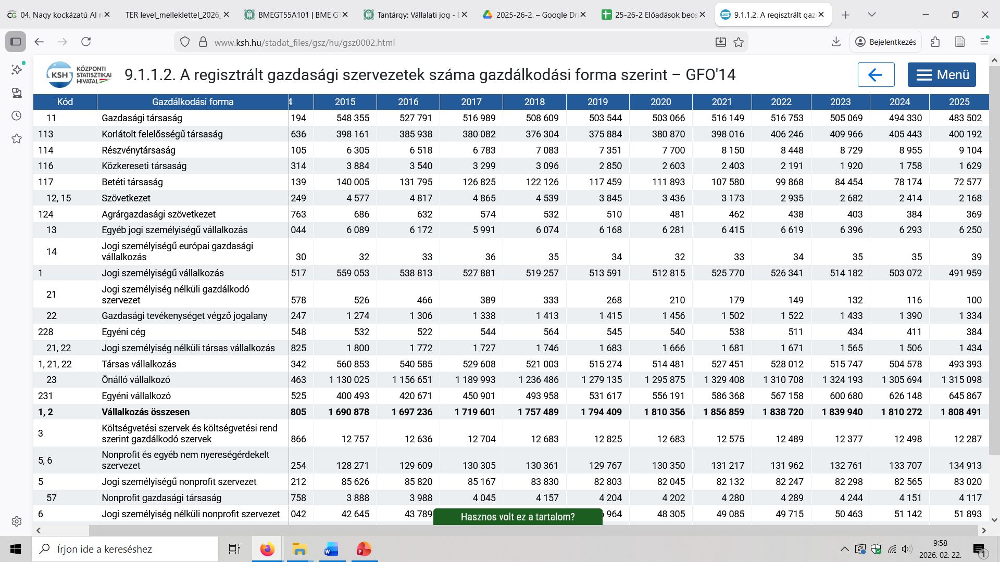 04. Nagy kockázatú AI r
TER level_melleklettel_2026_
BMEGT55A101 | BME GT
Tantárgy: Vállalati jog - E
2025-26-2. – Google Dri
25-26-2 Előadások beos
9.1.1.2. A regisztrált gaz
www.ksh.hu/stadat_files/gsz/hu/gsz0002.html
Bejelentkezés
KSH
KÖZPONTI
STATISZTIKAI
HIVATAL
9.1.1.2. A regisztrált gazdasági szervezetek száma gazdálkodási forma szerint – GFO'14
Menü
Kód Gazdálkodási forma 4 2015 2016 2017 2018 2019 2020 2021 2022 2023 2024 2025
11 Gazdasági társaság 194 548 355 527 791 516 989 508 609 503 544 503 066 516 149 516 753 505 069 494 330 483 502
113 Korlátolt felelősségű társaság 636 398 161 385 938 380 082 376 304 375 884 380 870 398 016 406 246 409 966 405 443 400 192
114 Részvénytársaság 105 6 305 6 518 6 783 7 083 7 351 7 700 8 150 8 448 8 729 8 955 9 104
116 Közkereseti társaság 314 3 884 3 540 3 299 3 096 2 850 2 603 2 403 2 191 1 920 1 758 1 629
117 Betéti társaság 139 140 005 131 795 126 825 122 126 117 459 111 893 107 580 99 868 84 454 78 174 72 577
12, 15 Szövetkezet 249 4 577 4 817 4 865 4 539 3 845 3 436 3 173 2 935 2 682 2 414 2 168
124 Agrárgazdasági szövetkezet 763 686 632 574 532 510 481 462 438 403 384 369
13 Egyéb jogi személyiségű vállalkozás 044 6 089 6 172 5 991 6 074 6 168 6 281 6 415 6 619 6 396 6 293 6 250
14 Jogi személyiségű európai gazdasági
vállalkozás 30 32 33 36 35 34 32 33 34 35 35 39
1 Jogi személyiségű vállalkozás 517 559 053 538 813 527 881 519 257 513 591 512 815 525 770 526 341 514 182 503 072 491 959
21 Jogi személyiség nélküli gazdálkodó
szervezet 578 526 466 389 333 268 210 179 149 132 116 100
22 Gazdasági tevékenységet végző jogalany 247 1 274 1 306 1 338 1 413 1 415 1 456 1 502 1 522 1 433 1 390 1 334
228 Egyéni cég 548 532 522 544 564 545 540 538 511 434 411 384
21, 22 Jogi személyiség nélküli társas vállalkozás 825 1 800 1 772 1 727 1 746 1 683 1 666 1 681 1 671 1 565 1 506 1 434
1, 21, 22 Társas vállalkozás 342 560 853 540 585 529 608 521 003 515 274 514 481 527 451 528 012 515 747 504 578 493 393
23 Önálló vállalkozó 463 1 130 025 1 156 651 1 189 993 1 236 486 1 279 135 1 295 875 1 329 408 1 310 708 1 324 193 1 305 694 1 315 098
231 Egyéni vállalkozó 525 400 493 420 671 450 901 493 958 531 617 556 191 586 368 567 158 600 680 626 148 645 867
1, 2 Vállalkozás összesen 805 1 690 878 1 697 236 1 719 601 1 757 489 1 794 409 1 810 356 1 856 859 1 838 720 1 839 940 1 810 272 1 808 491
3 Költségvetési szervek és költségvetési rend
szerint gazdálkodó szervek 866 12 757 12 636 12 704 12 683 12 825 12 683 12 575 12 489 12 377 12 498 12 287
5, 6 Nonprofit és egyéb nem nyereségérdekelt
szervezet 254 128 271 129 609 130 305 130 361 129 767 130 350 131 217 131 962 132 761 133 707 134 913
5 Jogi személyiségű nonprofit szervezet 212 85 626 85 820 85 167 83 830 82 803 82 045 82 132 82 247 82 298 82 565 83 020
57 Nonprofit gazdasági társaság 758 3 888 3 988 4 045 4 157 4 204 4 202 4 280 4 289 4 244 4 151 4 117
6 Jogi személyiség nélküli nonprofit szervezet 042 42 645 43 789 964 48 305 49 085 49 715 50 463 51 142 51 893
Hasznos volt ez a tartalom?
Írjon ide a kereséshez
9:58
2026. 02. 22.
1